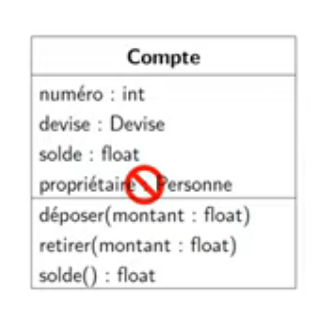 Compte
numéro : int
devise : Devise
solde : float
propriétaire : Personne
déposer(montant : float)
retirer(montant : float)
solde() : float